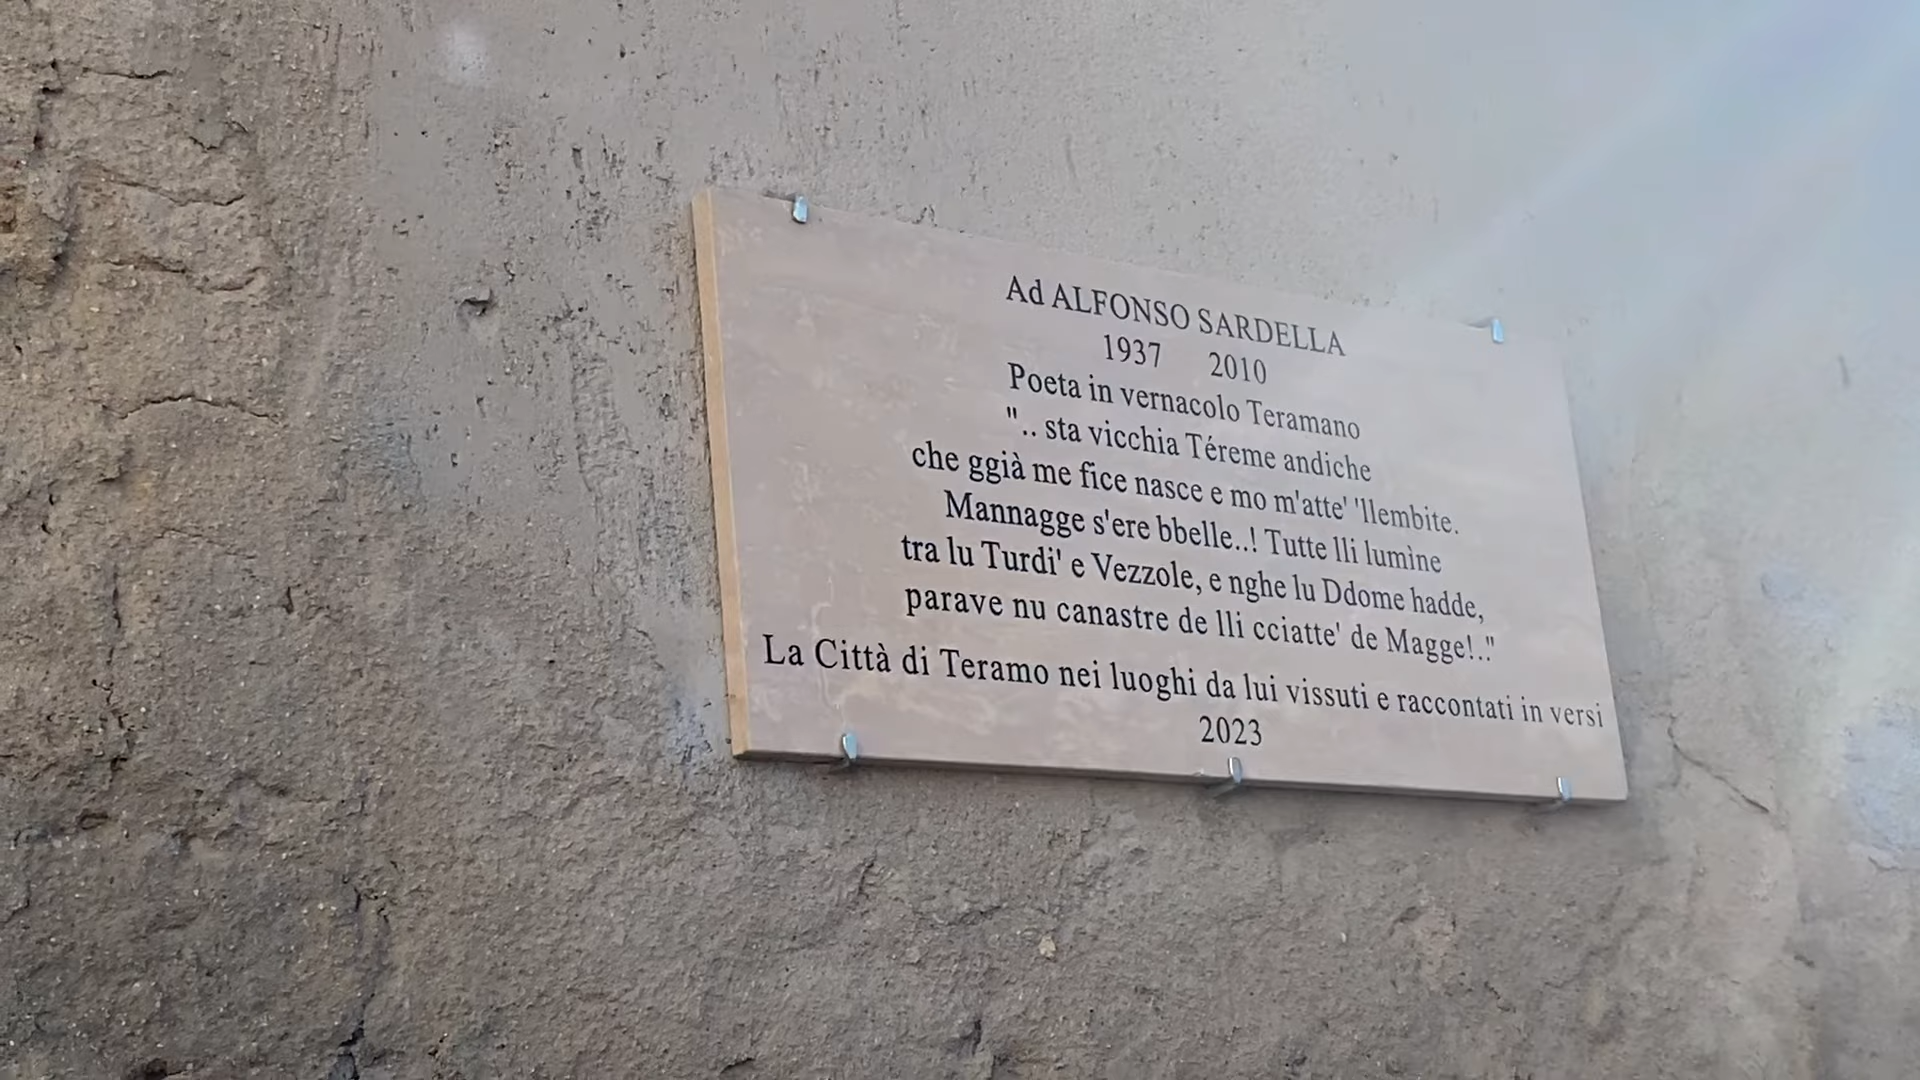 Ad ALFONSO SARDELLA
1937 2010
Poeta in vernacolo Teramano
".. sta vicchia Téreme andiche
che ggià me fice nasce e mo m'atte' 'llembite.
Mannagge s'ere bbelle..! Tutte lli lumìne
tra lu Turdi' e Vezzole, e nghe lu Ddome hadde,
parave nu canastre de lli cciatte' de Magge!.."
La Città di Teramo nei luoghi da lui vissuti e raccontati in versi
2023